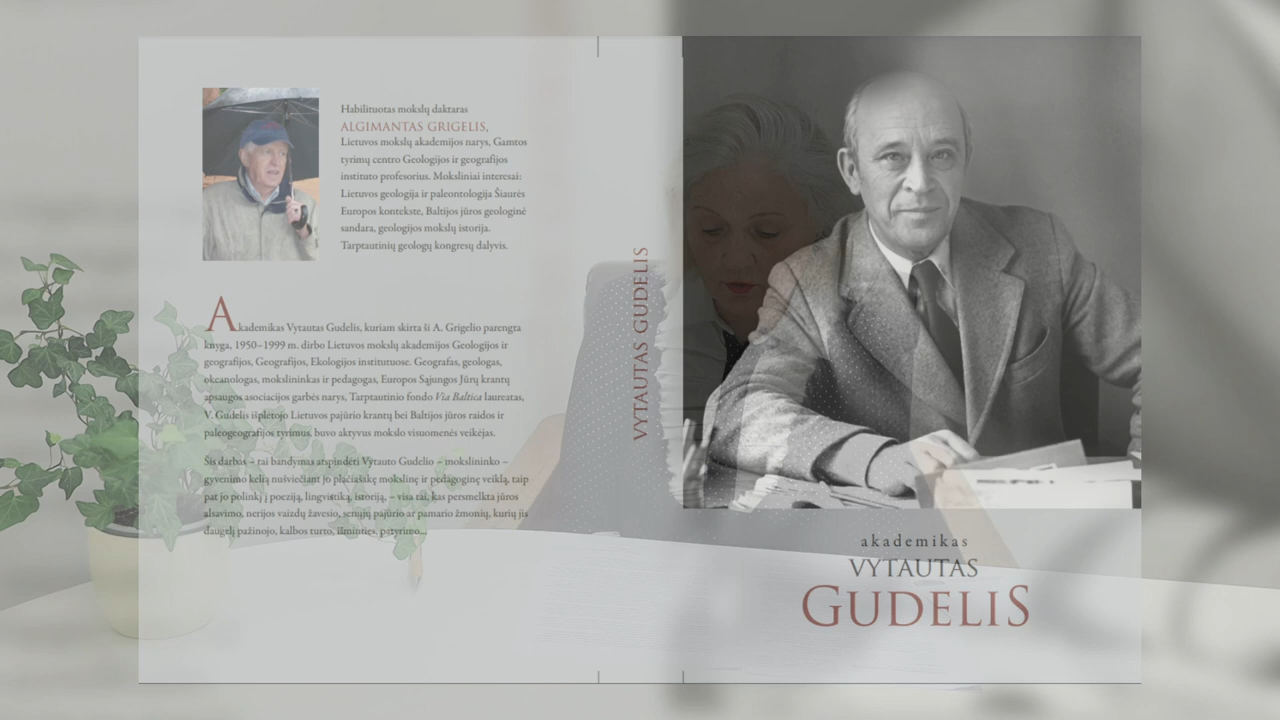 Habilituotas mokslų daktaras
ALGIMANTAS GRIGELIS,
Lietuvos mokslų akademijos narys, Gamtos
tyrimų centro Geologijos ir geografijos
instituto profesorius. Moksliniai interesai:
Lietuvos geologija ir paleontologija Šiaurės
Europos kontekste, Baltijos jūros geologinė
sandara, geologijos mokslų istorija.
Tarptautinių geologų kongresų dalyvis.
Akademikas Vytautas Gudelis, kuriam skirta ši A. Grigelio parengta
knyga, 1950–1999 m. dirbo Lietuvos mokslų akademijos Geologijos ir
geografijos, Geografijos, Ekologijos institutuose. Geografas, geologas,
okeanologas, mokslininkas ir pedagogas, Europos Sąjungos Jūrų krantų
apsaugos asociacijos garbės narys, Tarptautinio fondo Via Baltica laureatas,
V. Gudelis išplėtojo Lietuvos pajūrio krantų bei Baltijos jūros raidos ir
paleogeografijos tyrimus, buvo aktyvus mokslo visuomenės veikėjas.
Šis darbas – tai bandymas atspindėti Vytauto Gudelio – mokslininko –
gyvenimo kelią nušviečiant jo plačiašakę mokslinę ir pedagoginę veiklą, taip
pat jo polinkį į poeziją, lingvistiką, istoriją, – visa tai, kas persmelkta jūros
alsavimo, nerijos vaizdų žavesio, senųjų pajūrio ar pamario žmonių, kurių jis
daugelį pažinojo, kalbos turto, išminties, patyrimo...
VYTAUTAS GUDELIS
akademikas
VYTAUTAS
GUDELIS